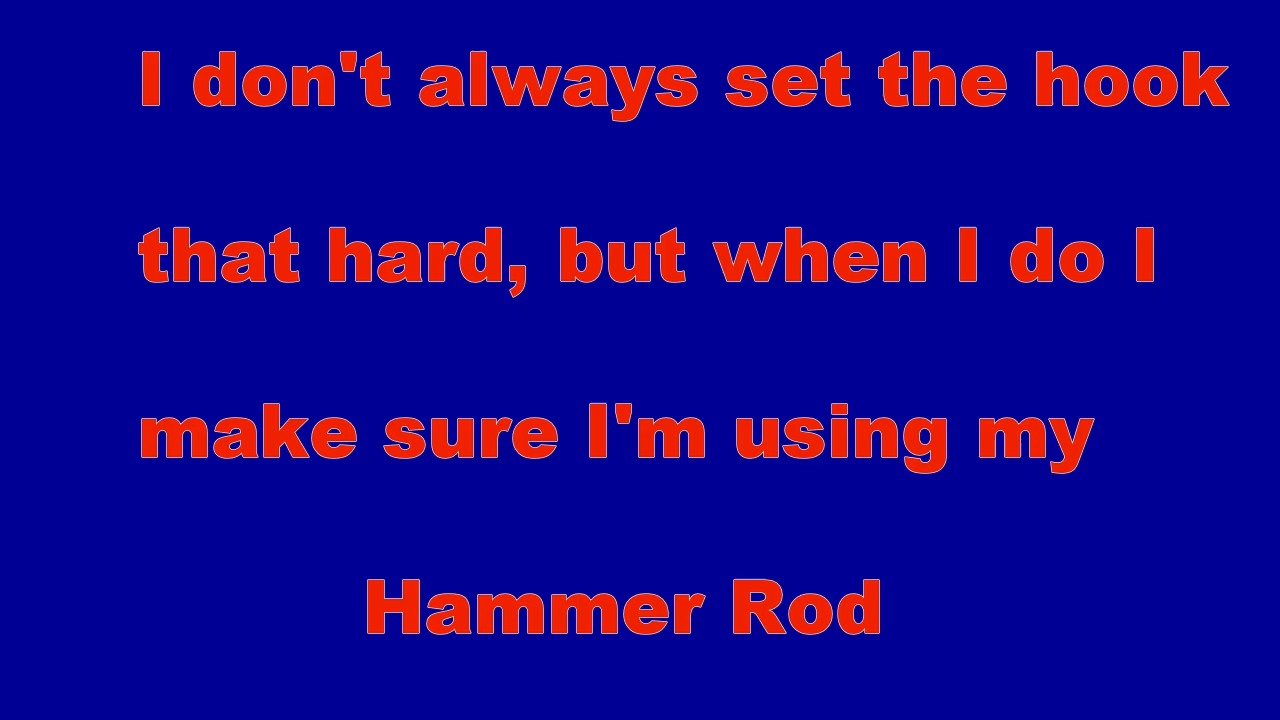 I don't always set the hook
that hard, but when I do I
make sure I'm using my
Hammer Rod